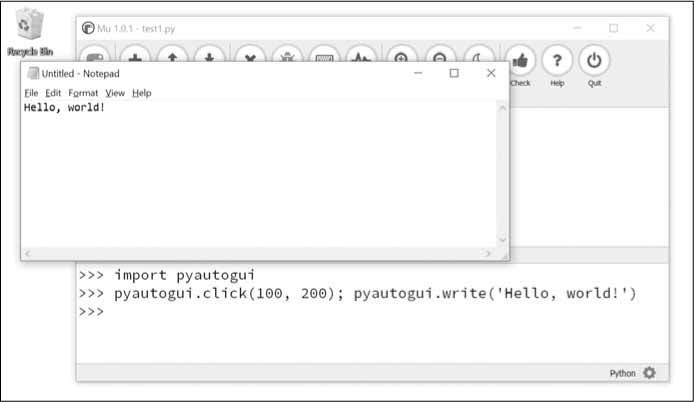 Recycle Bin
Mu 1.0.1 - test1.py
Check Help Quit
Untitled - Notepad
File Edit Format View Help
Hello, world!
>>> import pyautogui
>>> pyautogui.click(100, 200); pyautogui.write('Hello, world!')
>>>
Python